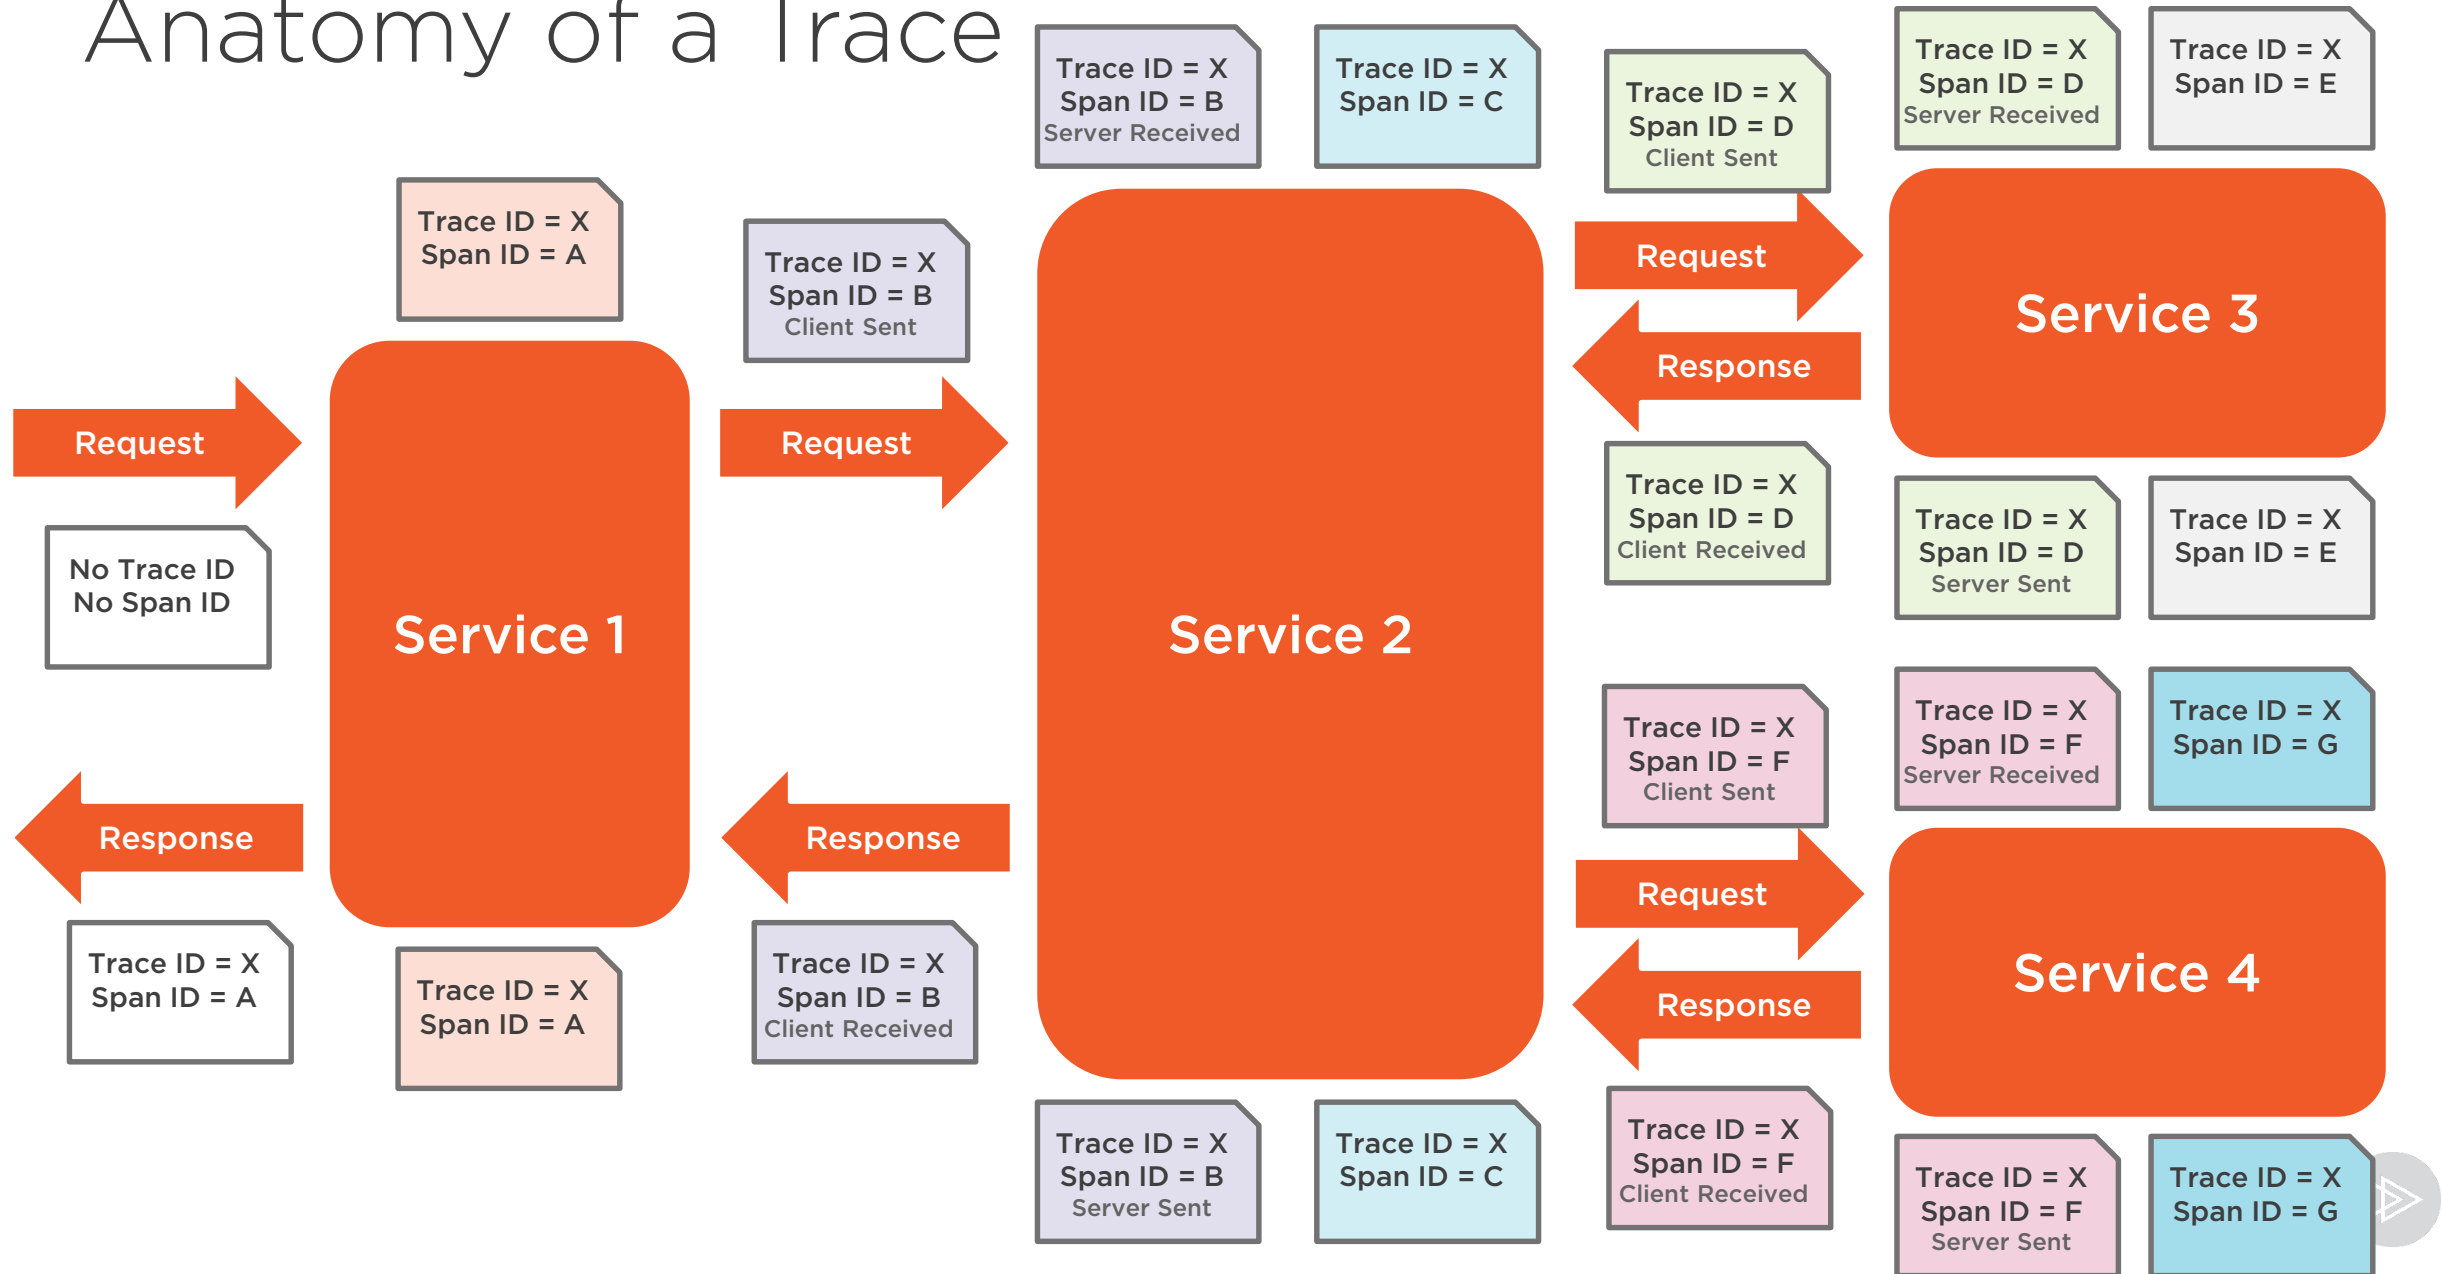 Anatomy of a Trace
Trace ID = X
Span ID = B
Server Received
Trace ID = X
Span ID = C
Trace ID = X
Span ID = D
Client Sent
Trace ID = X
Span ID = D
Server Received
Trace ID = X
Span ID = E
Trace ID = X
Span ID = A
Trace ID = X
Span ID = B
Client Sent
Request
Request
Request
Response
Service 3
No Trace ID
No Span ID
Service 1
Service 2
Trace ID = X
Span ID = D
Client Received
Trace ID = X
Span ID = D
Server Sent
Trace ID = X
Span ID = E
Trace ID = X
Span ID = F
Client Sent
Trace ID = X
Span ID = F
Server Received
Trace ID = X
Span ID = G
Response
Response
Request
Response
Service 4
Trace ID = X
Span ID = A
Trace ID = X
Span ID = A
Trace ID = X
Span ID = B
Client Received
Trace ID = X
Span ID = B
Server Sent
Trace ID = X
Span ID = C
Trace ID = X
Span ID = F
Client Received
Trace ID = X
Span ID = F
Server Sent
Trace ID = X
Span ID = G